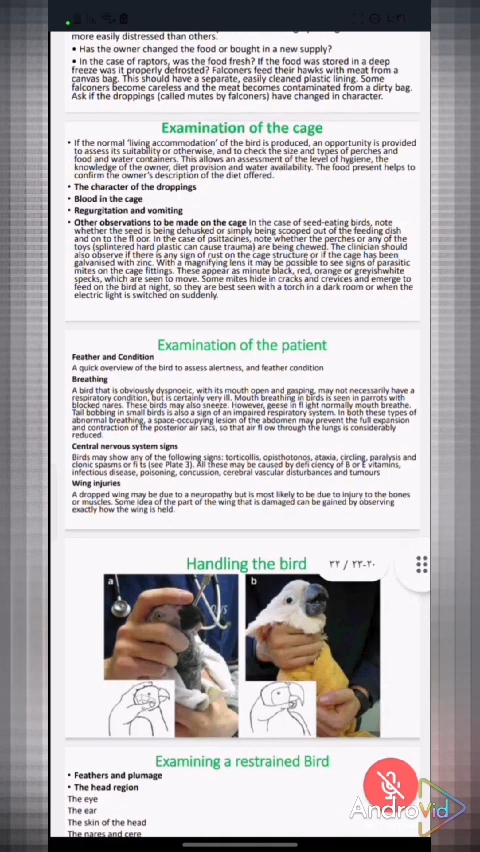 more easily distressed than others.
• Has the owner changed the food or bought in a new supply?
• In the case of raptors, was the food fresh? If the food was stored in a deep
freeze was it properly defrosted? Falconers feed their hawks with meat from a
canvas bag. This should have a separate, easily cleaned plastic lining. Some
falconers become careless and the meat becomes contaminated from a dirty bag.
Ask if the droppings (called mutes by falconers) have changed in character.
Examination of the cage
• If the normal 'living accommodation' of the bird is produced, an opportunity is provided
to assess its suitability or otherwise, and to check the size and types of perches and
food and water containers. This allows an assessment of the level of hygiene, the
knowledge of the owner, diet provision and water availability. The food present helps to
confirm the owner's description of the diet offered.
• The character of the droppings
• Blood in the cage
• Regurgitation and vomiting
• Other observations to be made on the cage In the case of seed-eating birds, note
whether the seed is being dehusked or simply being scooped out of the feeding dish
and on to the fl oor. In the case of psittacines, note whether the perches or any of the
toys (splintered hard plastic can cause trauma) are being chewed. The clinician should
also observe if there is any sign of rust on the cage structure or if the cage has been
galvanised with zinc. With a magnifying lens it may be possible to see signs of parasitic
mites on the cage fittings. These appear as minute black, red, orange or greyishwhite
specks, which are seen to move. Some mites hide in cracks and crevices and emerge to
feed on the bird at night, so they are best seen with a torch in a dark room or when the
electric light is switched on suddenly.
Examination of the patient
Feather and Condition
A quick overview of the bird to assess alertness, and feather condition
Breathing
A bird that is obviously dyspnoeic, with its mouth open and gasping, may not necessarily have a
respiratory condition, but is certainly very ill. Mouth breathing in birds is seen in parrots with
blocked nares. These birds may also sneeze. However, geese in fl ight normally mouth breathe.
Tail bobbing in small birds is also a sign of an impaired respiratory system. In both these types of
abnormal breathing, a space-occupying lesion of the abdomen may prevent the full expansion
and contraction of the posterior air sacs, so that air fl ow through the lungs is considerably
reduced.
Central nervous system signs
Birds may show any of the following signs: torticollis, opisthotonos, ataxia, circling, paralysis and
clonic spasms or fi ts (see Plate 3). All these may be caused by defi ciency of B or E vitamins,
infectious disease, poisoning, concussion, cerebral vascular disturbances and tumours
Wing injuries
A dropped wing may be due to a neuropathy but is most likely to be due to injury to the bones
or muscles. Some idea of the part of the wing that is damaged can be gained by observing
exactly how the wing is held.
Handling the bird
٢٢ / ٢٣-٢٠
a
b
Examining a restrained Bird
• Feathers and plumage
• The head region
The eye
The ear
The skin of the head
The nares and cere
AndroVid